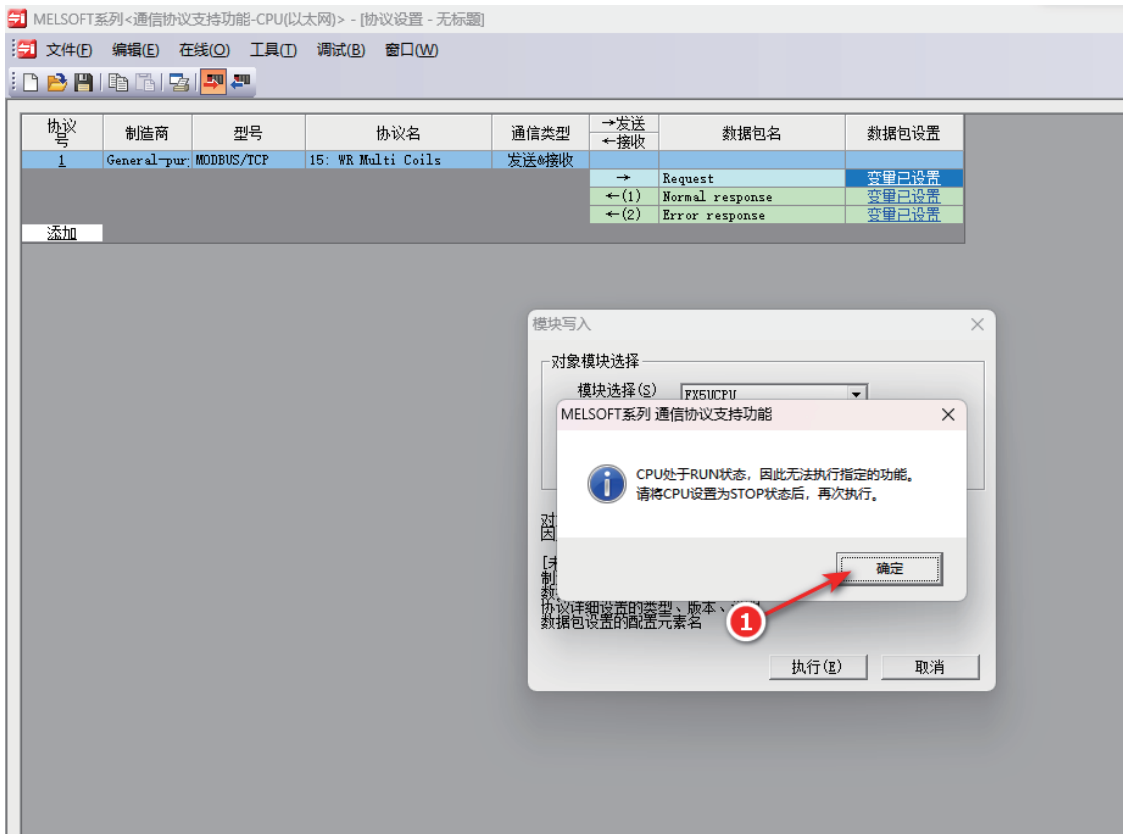 MELSOFT系列<通信协议支持功能-CPU(以太网)> - [协议设置 - 无标题]
文件(F) 编辑(E) 在线(O) 工具(T) 调试(B) 窗口(W)
协议号 制造商 型号 协议名 通信类型 →发送 ←接收 数据包名 数据包设置
1 General-pur MODBUS/TCP 15: WR Multi Coils 发送&接收
→ Request 变量已设置
←(1) Normal response 变量已设置
←(2) Error response 变量已设置
添加
模块写入
对象模块选择
模块选择(S) FX5UCPU
MELSOFT系列 通信协议支持功能
CPU处于RUN状态，因此无法执行指定的功能。
请将CPU设置为STOP状态后，再次执行。
确定
1
协议详细设置的类型、版本、
数据包设置的配置元素名
执行(E) 取消